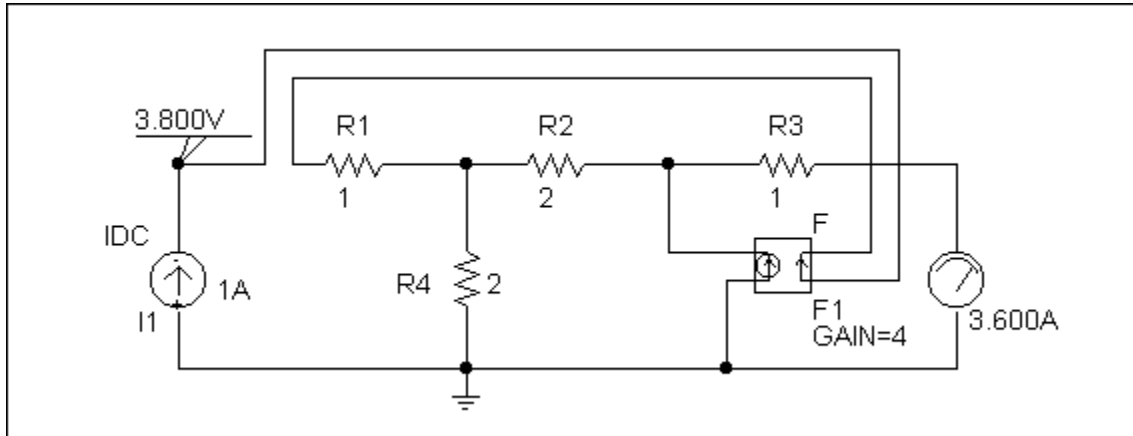 3.800V
R1
R2
R3
1
2
1
IDC
F
R4
2
1A
I1
F1
3.600A
GAIN=4